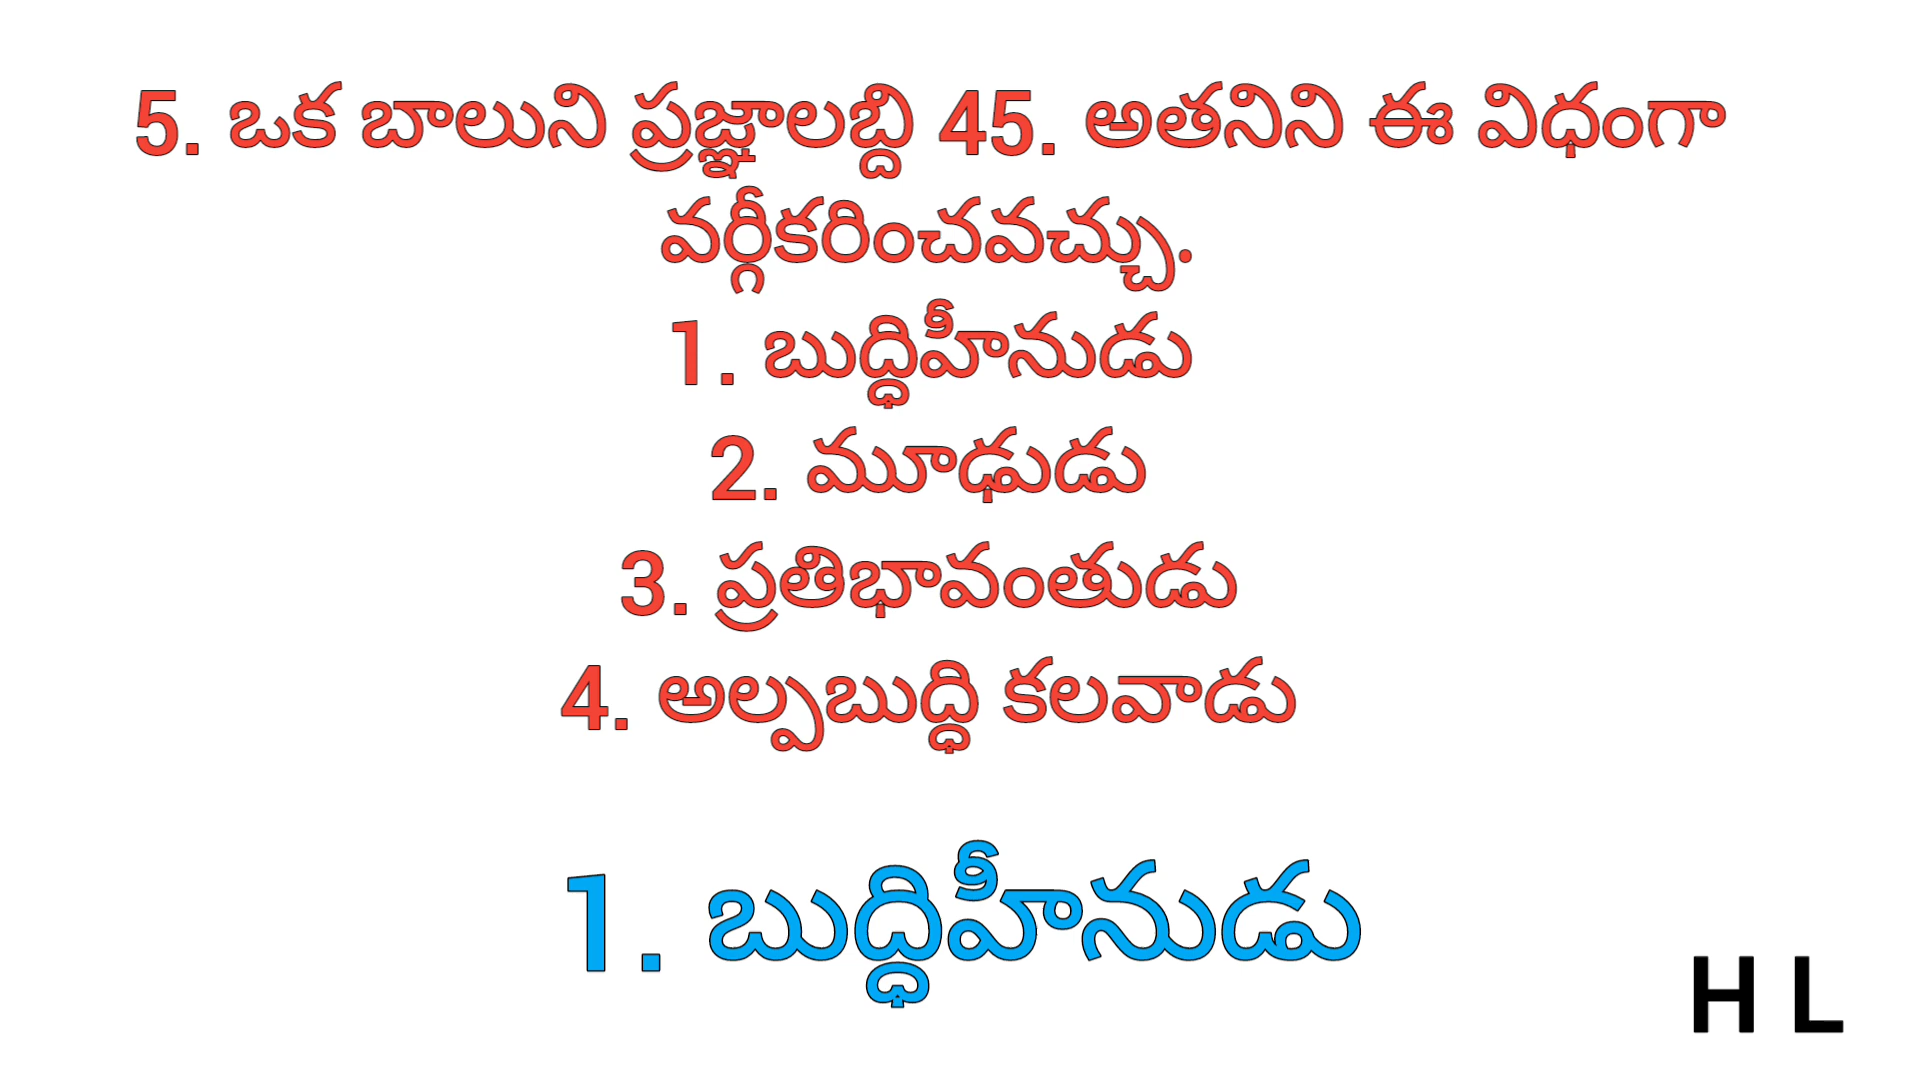 5. ఒక బాలుని ప్రజ్ఞాలబ్ది 45. అతనిని ఈ విధంగా
వర్గీకరించవచ్చు.
1. బుద్ధిహీనుడు
2. మూఢుడు
3. ప్రతిభావంతుడు
4. అల్పబుద్ధి కలవాడు
1. బుద్ధిహీనుడు
H L